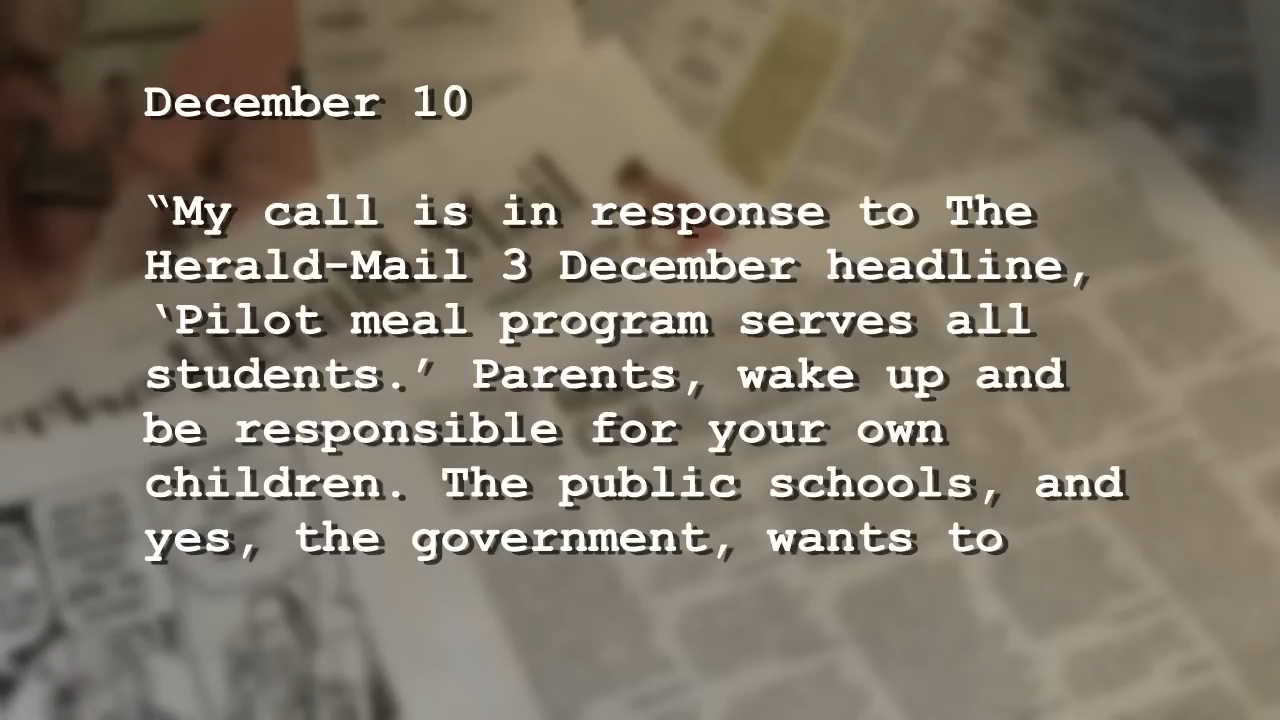 December 10
“My call is in response to The
Herald-Mail 3 December headline,
‘Pilot meal program serves all
students.’ Parents, wake up and
be responsible for your own
children. The public schools, and
yes, the government, wants to